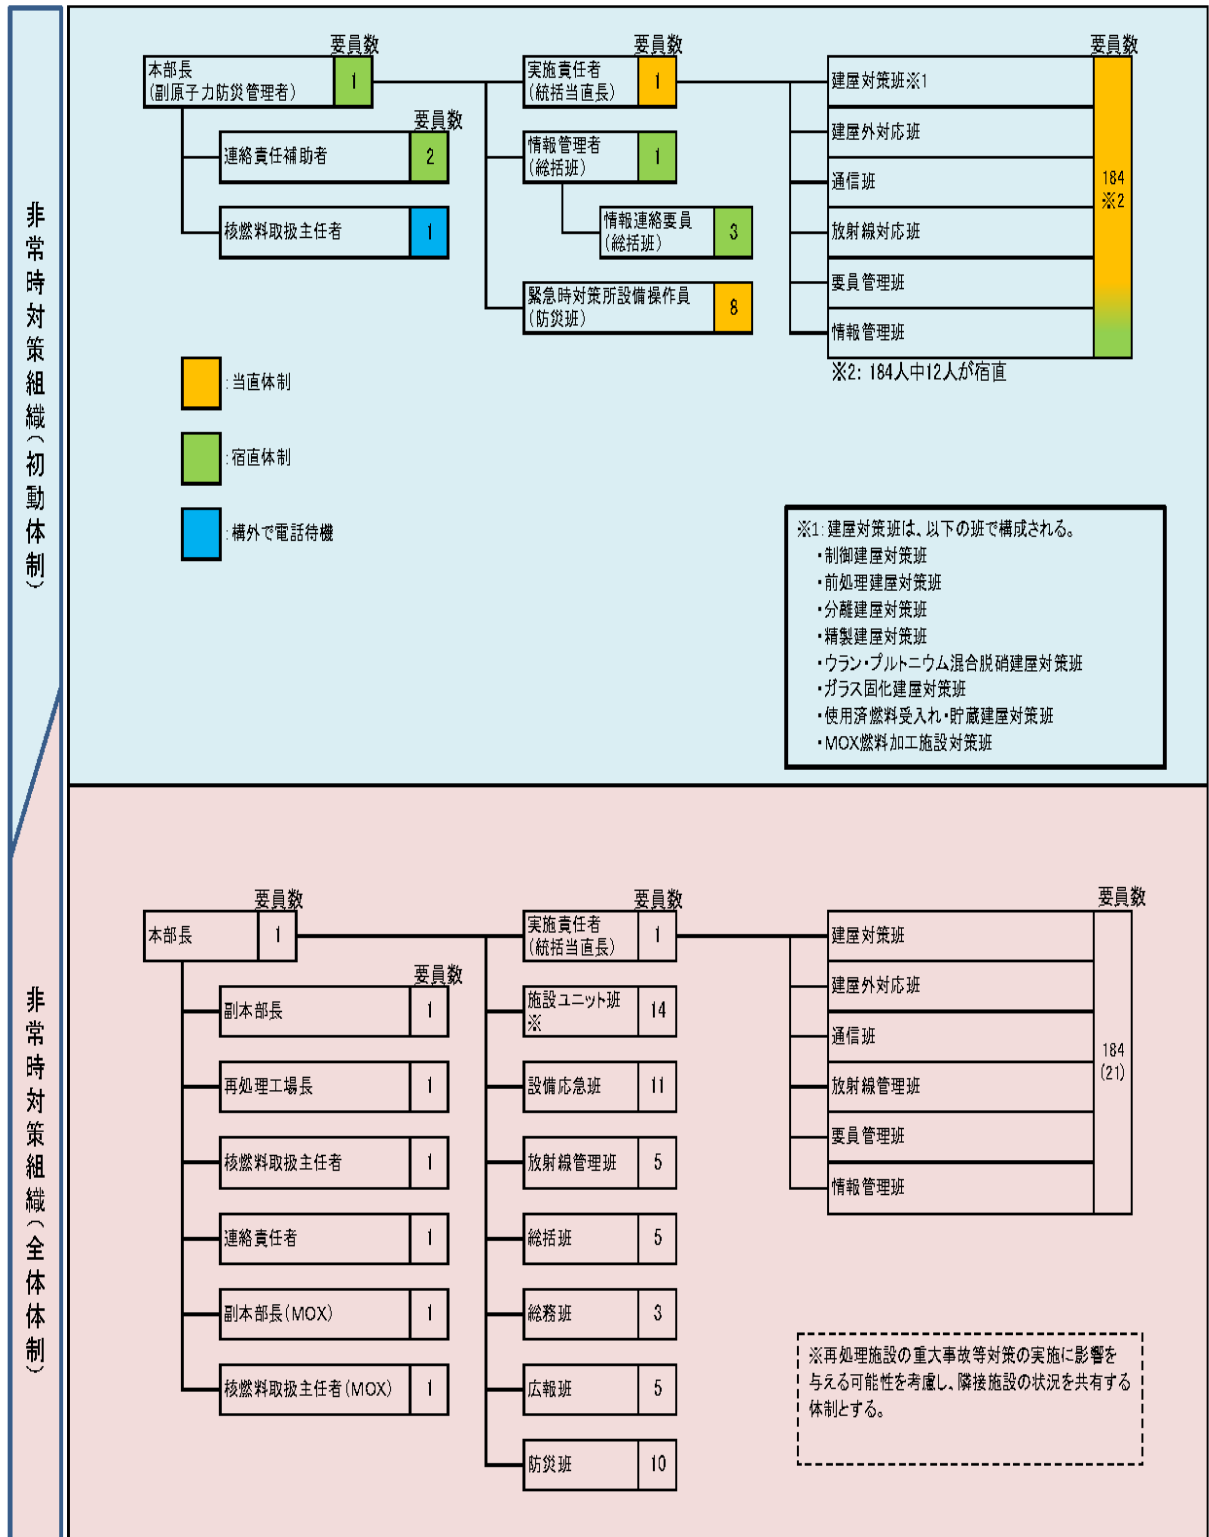 非常時対策組織(初動体制)
要員数
本部長
(副原子力防災管理者)
1
要員数
連絡責任補助者
2
核燃料取扱主任者
1
要員数
実施責任者
(統括当直長)
1
情報管理者
(総括班)
1
情報連絡要員
(総括班)
3
緊急時対策所設備操作員
(防災班)
8
要員数
建屋対策班※1
建屋外対応班
通信班
放射線対応班
要員管理班
情報管理班
184
※2
※2: 184人中12人が宿直
:当直体制
:宿直体制
:構外で電話待機
※1:建屋対策班は、以下の班で構成される。
・制御建屋対策班
・前処理建屋対策班
・分離建屋対策班
・精製建屋対策班
・ウラン・プルトニウム混合脱硝建屋対策班
・ガラス固化建屋対策班
・使用済燃料受入れ・貯蔵建屋対策班
・MOX燃料加工施設対策班
非常時対策組織(全体体制)
要員数
本部長
1
要員数
副本部長
1
再処理工場長
1
核燃料取扱主任者
1
連絡責任者
1
副本部長(MOX)
1
核燃料取扱主任者(MOX)
1
要員数
実施責任者
(統括当直長)
1
施設ユニット班
※
14
設備応急班
11
放射線管理班
5
総括班
5
総務班
3
広報班
5
防災班
10
要員数
建屋対策班
建屋外対応班
通信班
放射線管理班
要員管理班
情報管理班
184
(21)
※再処理施設の重大事故等対策の実施に影響を
与える可能性を考慮し、隣接施設の状況を共有する
体制とする。